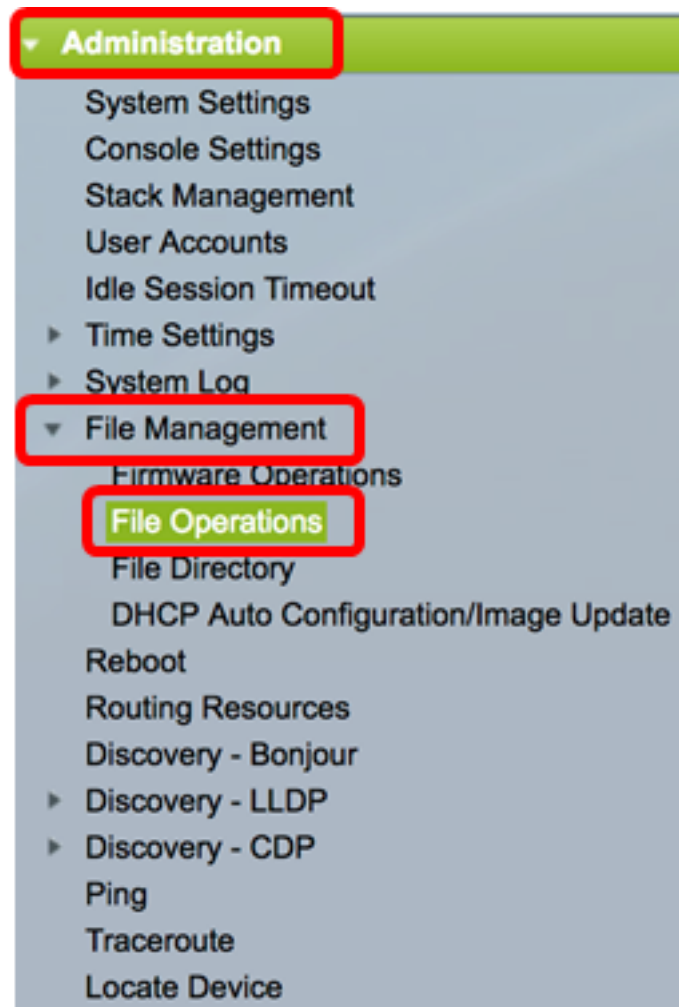 Administration
System Settings
Console Settings
Stack Management
User Accounts
Idle Session Timeout
Time Settings
System Log
File Management
Firmware Operations
File Operations
File Directory
DHCP Auto Configuration/Image Update
Reboot
Routing Resources
Discovery - Bonjour
Discovery - LLDP
Discovery - CDP
Ping
Traceroute
Locate Device